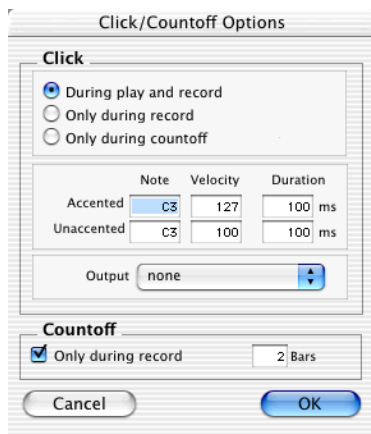 Click/Countoff Options
Click
During play and record
Only during record
Only during countoff
Note Velocity Duration
Accented C3 127 100 ms
Unaccented C3 100 100 ms
Output none
Countoff
Only during record 2 Bars
Cancel OK